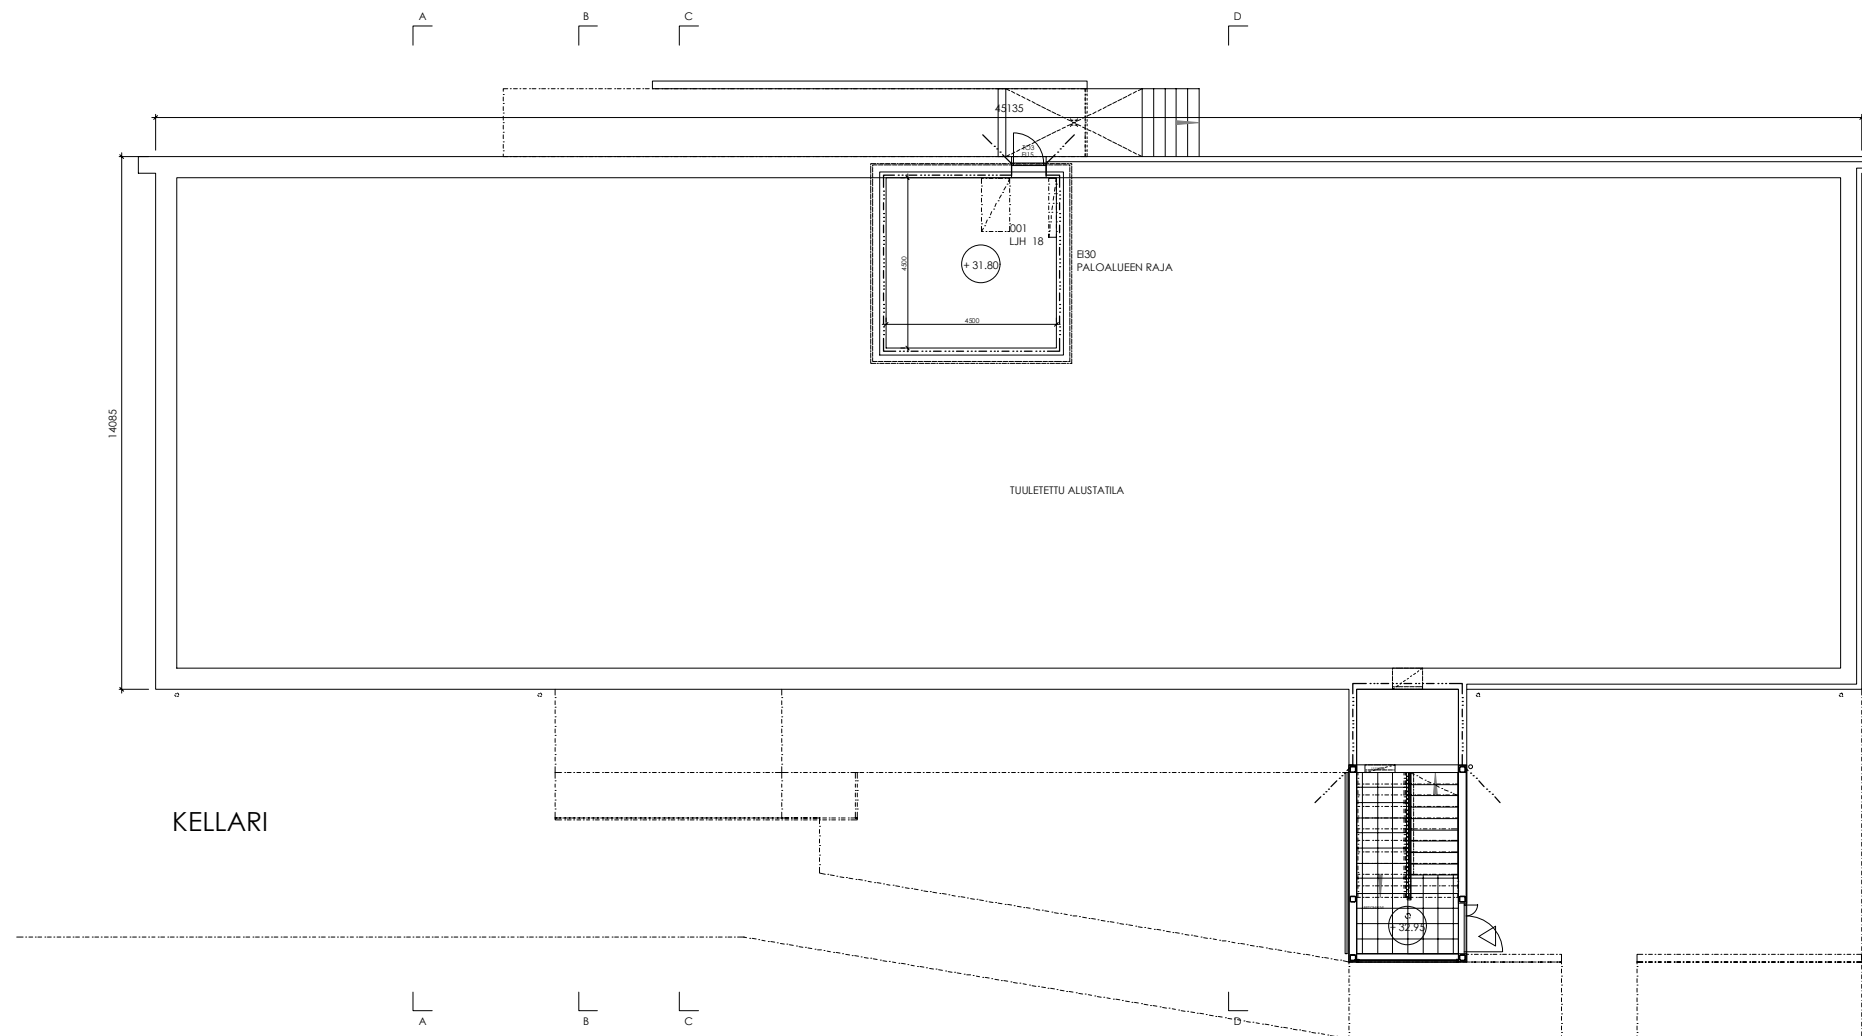 A
B
C
D
45135
001
LJH 18
EI30
PALOALUEEN RAJA
+ 31.80
4500
4500
14085
TUULETETTU ALUSTATILA
KELLARI
+ 32.95
A
B
C
D